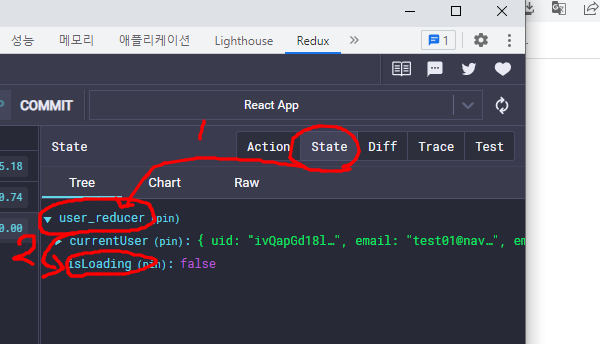 성능 메모리 애플리케이션 Lighthouse Redux 1
COMMIT React App
State Action State Diff Trace Test
5.18
Tree Chart Raw
0.74
0.00
user_reducer (pin)
currentUser (pin): { uid: "ivQapGd18l…", email: "test01@nav…", em
isLoading (pin): false
1
2